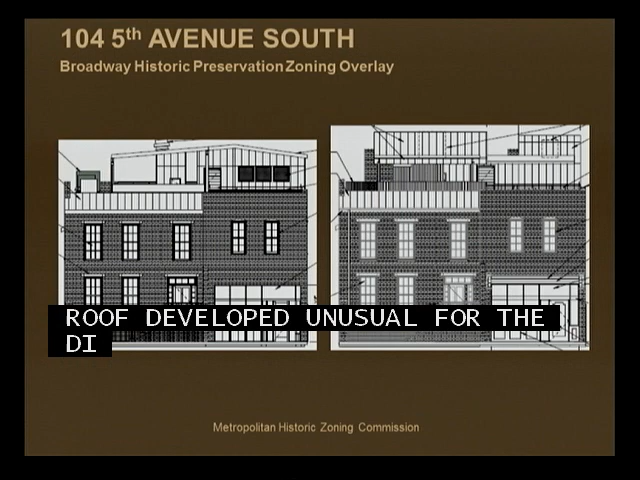 104 5th AVENUE SOUTH
Broadway Historic Preservation Zoning Overlay
ROOF DEVELOPED UNUSUAL FOR THE
DI
Metropolitan Historic Zoning Commission